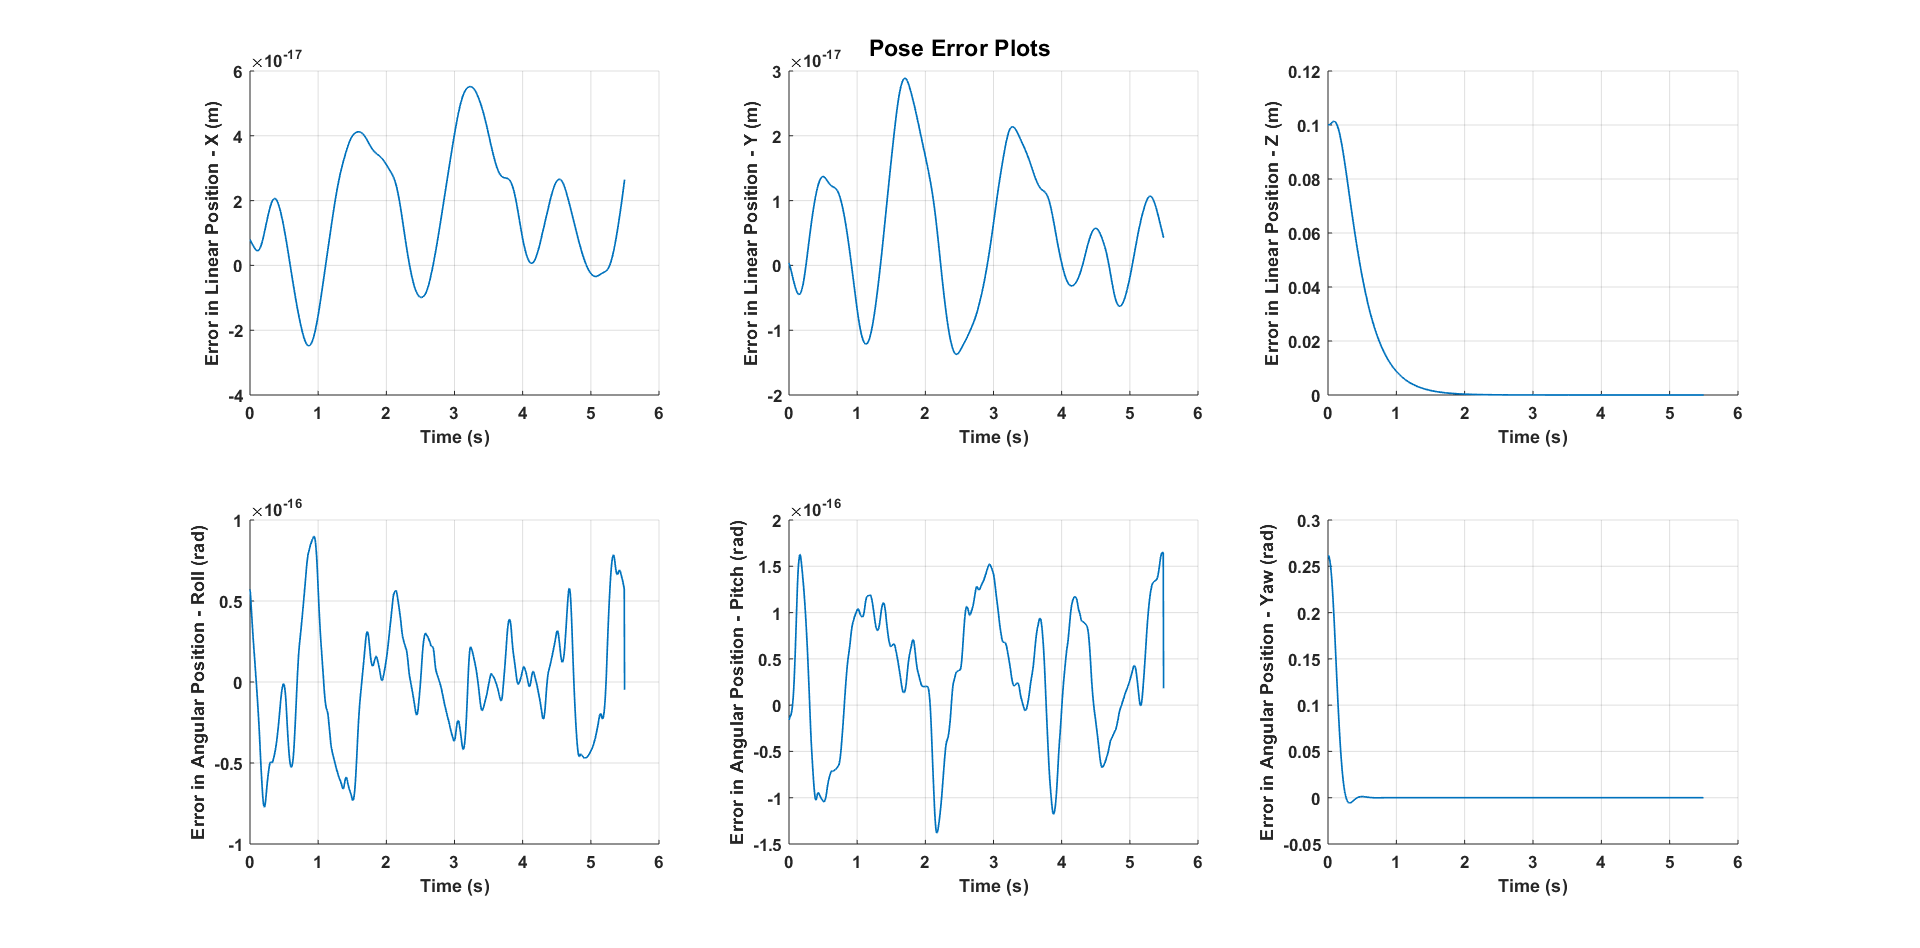 Pose Error Plots
×10-17
6
4
2
0
-2
-4
0 1 2 3 4 5 6
Time (s)
Error in Linear Position - X (m)
×10-17
3
2
1
0
-1
-2
0 1 2 3 4 5 6
Time (s)
Error in Linear Position - Y (m)
0.12
0.1
0.08
0.06
0.04
0.02
0
0 1 2 3 4 5 6
Time (s)
Error in Linear Position - Z (m)
×10-16
1
0.5
0
-0.5
-1
0 1 2 3 4 5 6
Time (s)
Error in Angular Position - Roll (rad)
×10-16
2
1.5
1
0.5
0
-0.5
-1
-1.5
0 1 2 3 4 5 6
Time (s)
Error in Angular Position - Pitch (rad)
0.3
0.25
0.2
0.15
0.1
0.05
0
-0.05
0 1 2 3 4 5 6
Time (s)
Error in Angular Position - Yaw (rad)